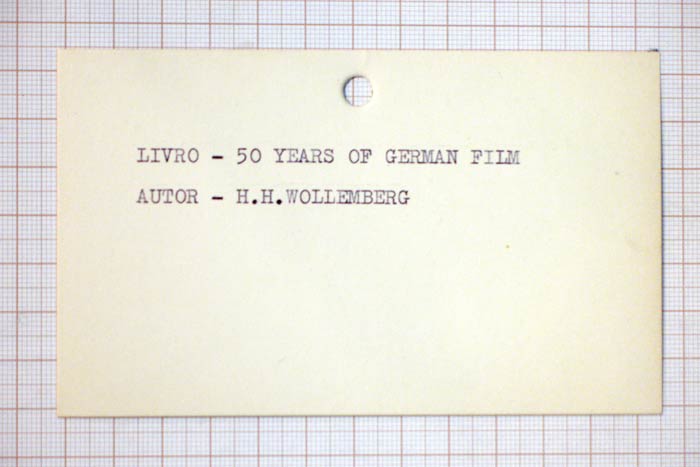 LIVRO - 50 YEARS OF GERMAN FILM
AUTOR - H.H.WOLLEMBERG